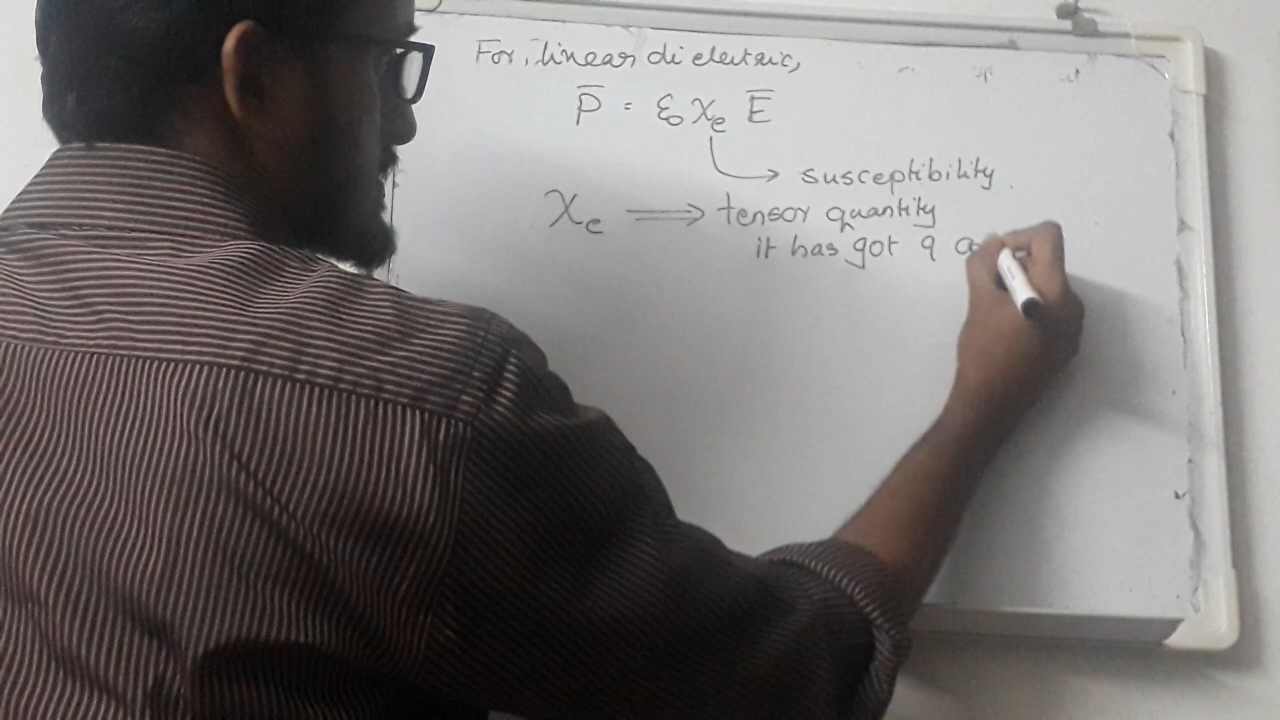 For, linear dielectric,
P̅ = ε₀ χₑ E̅
susceptibility
χₑ ⟹ tensor quantity
it has got 9